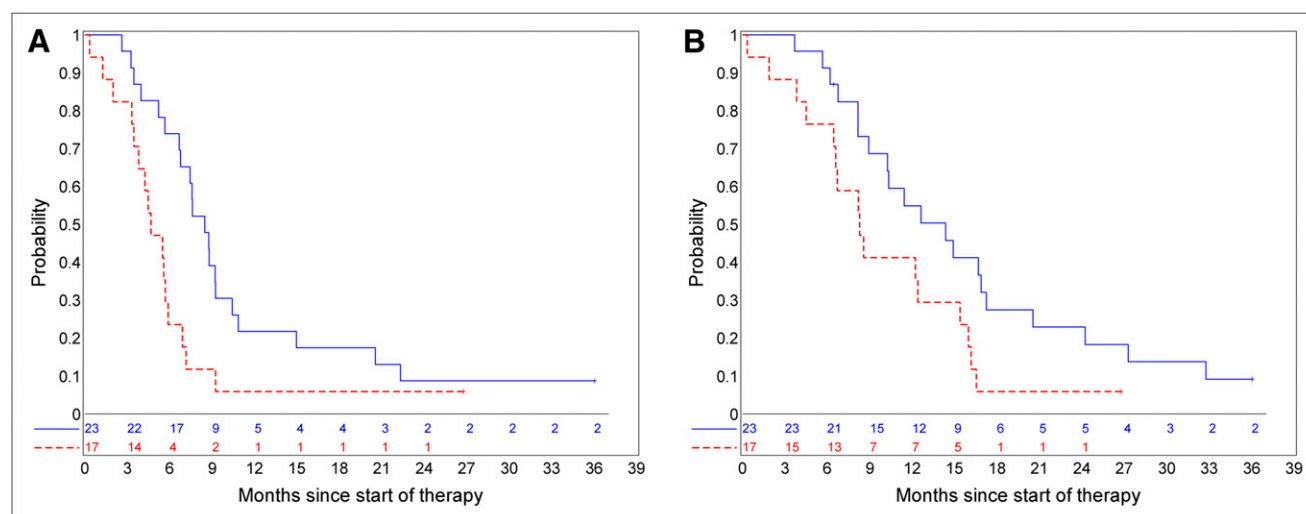 A
1
0.9
0.8
0.7
0.6
0.5
0.4
0.3
0.2
0.1
0
Probability
23 22 17 9 5 4 4 3 2 2 2 2 2
17 14 4 2 1 1 1 1 1
0 3 6 9 12 15 18 21 24 27 30 33 36 39
Months since start of therapy
B
1
0.9
0.8
0.7
0.6
0.5
0.4
0.3
0.2
0.1
0
Probability
23 23 21 15 12 9 6 5 5 4 3 2 2
17 15 13 7 7 5 1 1 1
0 3 6 9 12 15 18 21 24 27 30 33 36 39
Months since start of therapy